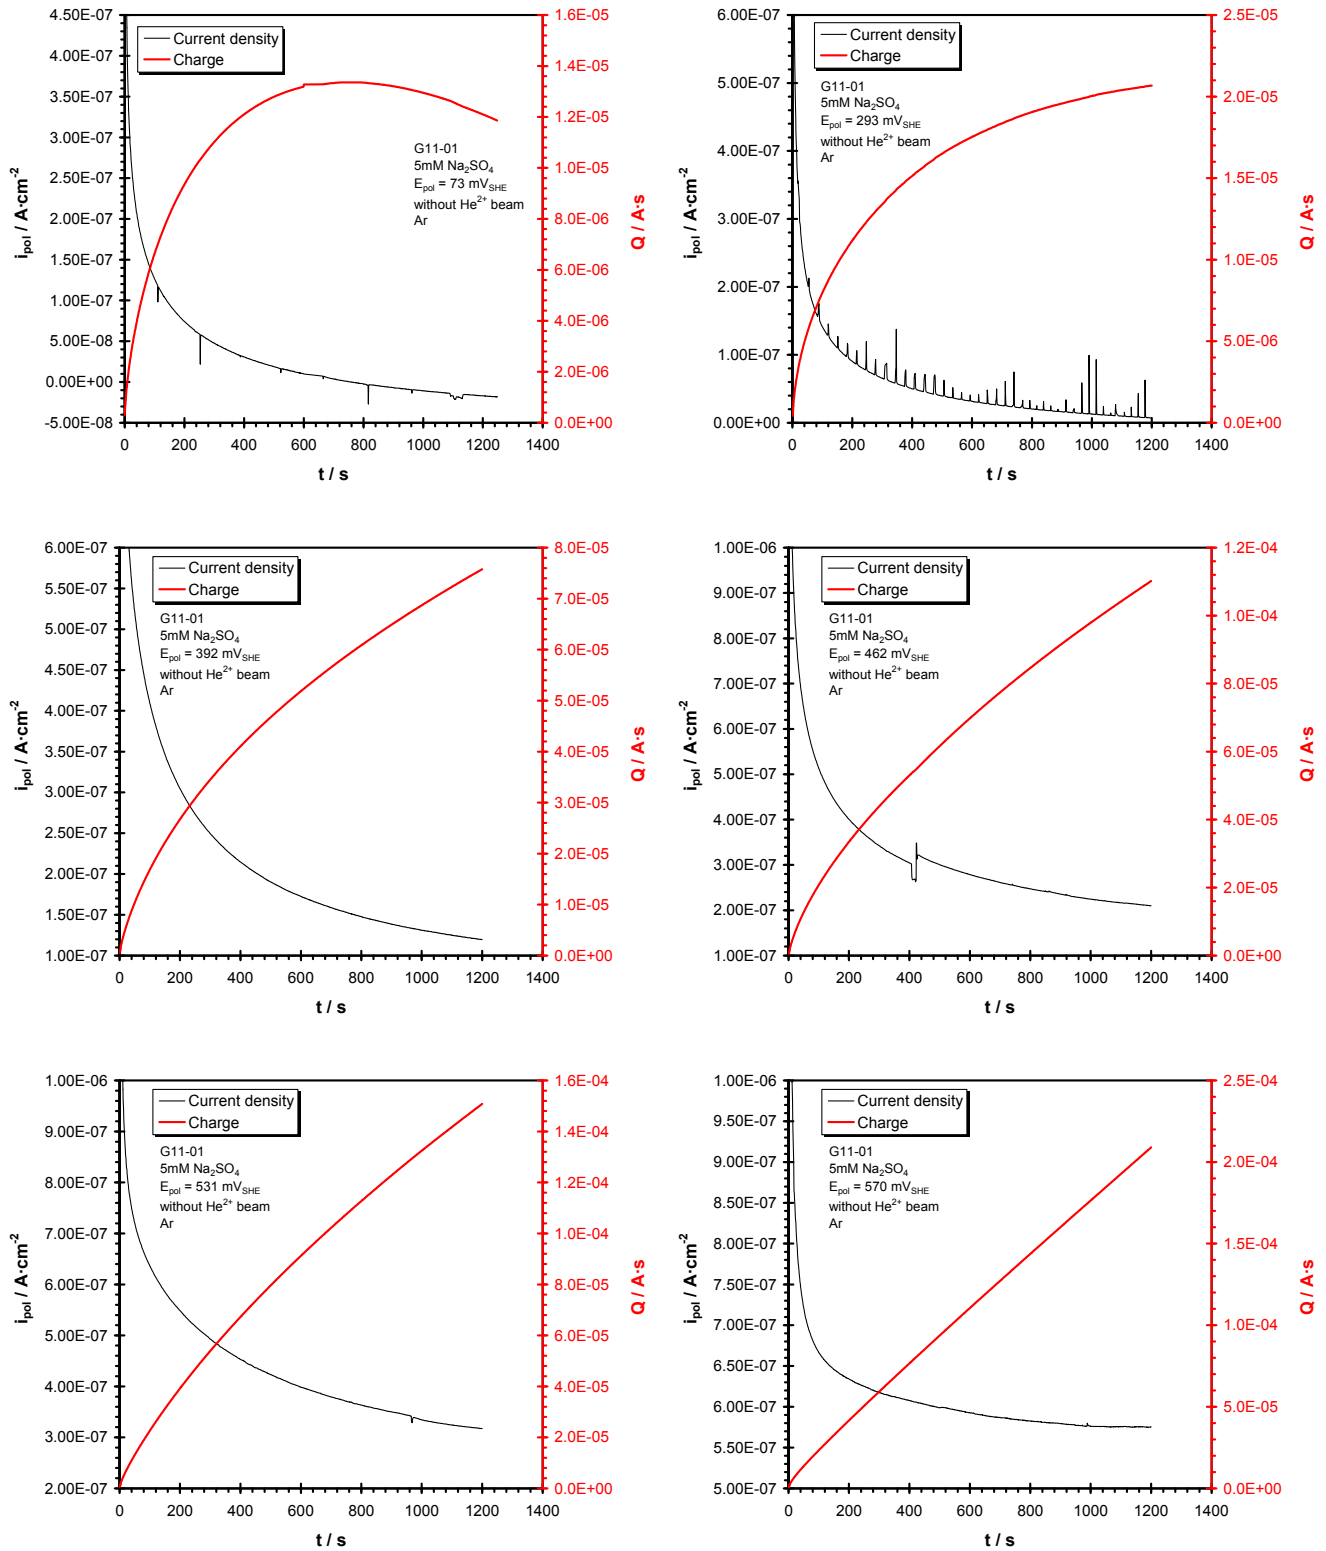 Current density
Charge
G11-01
5mM Na₂SO₄
E_pol = 73 mV_SHE
without He²⁺ beam
Ar
4.50E-07
4.00E-07
3.50E-07
3.00E-07
2.50E-07
2.00E-07
1.50E-07
1.00E-07
5.00E-08
0.00E+00
-5.00E-08
i_pol / A·cm⁻²
1.6E-05
1.4E-05
1.2E-05
1.0E-05
8.0E-06
6.0E-06
4.0E-06
2.0E-06
0.0E+00
Q / A·s
0 200 400 600 800 1000 1200 1400
t / s
Current density
Charge
G11-01
5mM Na₂SO₄
E_pol = 293 mV_SHE
without He²⁺ beam
Ar
6.00E-07
5.00E-07
4.00E-07
3.00E-07
2.00E-07
1.00E-07
0.00E+00
i_pol / A·cm⁻²
2.5E-05
2.0E-05
1.5E-05
1.0E-05
5.0E-06
0.0E+00
Q / A·s
0 200 400 600 800 1000 1200 1400
t / s
Current density
Charge
G11-01
5mM Na₂SO₄
E_pol = 392 mV_SHE
without He²⁺ beam
Ar
6.00E-07
5.50E-07
5.00E-07
4.50E-07
4.00E-07
3.50E-07
3.00E-07
2.50E-07
2.00E-07
1.50E-07
1.00E-07
i_pol / A·cm⁻²
8.0E-05
7.0E-05
6.0E-05
5.0E-05
4.0E-05
3.0E-05
2.0E-05
1.0E-05
0.0E+00
Q / A·s
0 200 400 600 800 1000 1200 1400
t / s
Current density
Charge
G11-01
5mM Na₂SO₄
E_pol = 462 mV_SHE
without He²⁺ beam
Ar
1.00E-06
9.00E-07
8.00E-07
7.00E-07
6.00E-07
5.00E-07
4.00E-07
3.00E-07
2.00E-07
1.00E-07
i_pol / A·cm⁻²
1.2E-04
1.0E-04
8.0E-05
6.0E-05
4.0E-05
2.0E-05
0.0E+00
Q / A·s
0 200 400 600 800 1000 1200 1400
t / s
Current density
Charge
G11-01
5mM Na₂SO₄
E_pol = 531 mV_SHE
without He²⁺ beam
Ar
1.00E-06
9.00E-07
8.00E-07
7.00E-07
6.00E-07
5.00E-07
4.00E-07
3.00E-07
2.00E-07
i_pol / A·cm⁻²
1.6E-04
1.4E-04
1.2E-04
1.0E-04
8.0E-05
6.0E-05
4.0E-05
2.0E-05
0.0E+00
Q / A·s
0 200 400 600 800 1000 1200 1400
t / s
Current density
Charge
G11-01
5mM Na₂SO₄
E_pol = 570 mV_SHE
without He²⁺ beam
Ar
1.00E-06
9.50E-07
9.00E-07
8.50E-07
8.00E-07
7.50E-07
7.00E-07
6.50E-07
6.00E-07
5.50E-07
5.00E-07
i_pol / A·cm⁻²
2.5E-04
2.0E-04
1.5E-04
1.0E-04
5.0E-05
0.0E+00
Q / A·s
0 200 400 600 800 1000 1200 1400
t / s